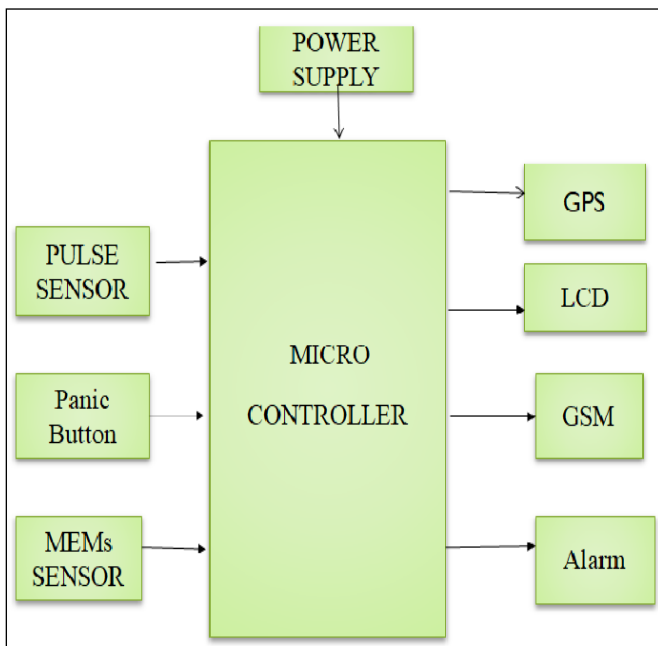 POWER
SUPPLY
PULSE
SENSOR
Panic
Button
MEMs
SENSOR
MICRO
CONTROLLER
GPS
LCD
GSM
Alarm